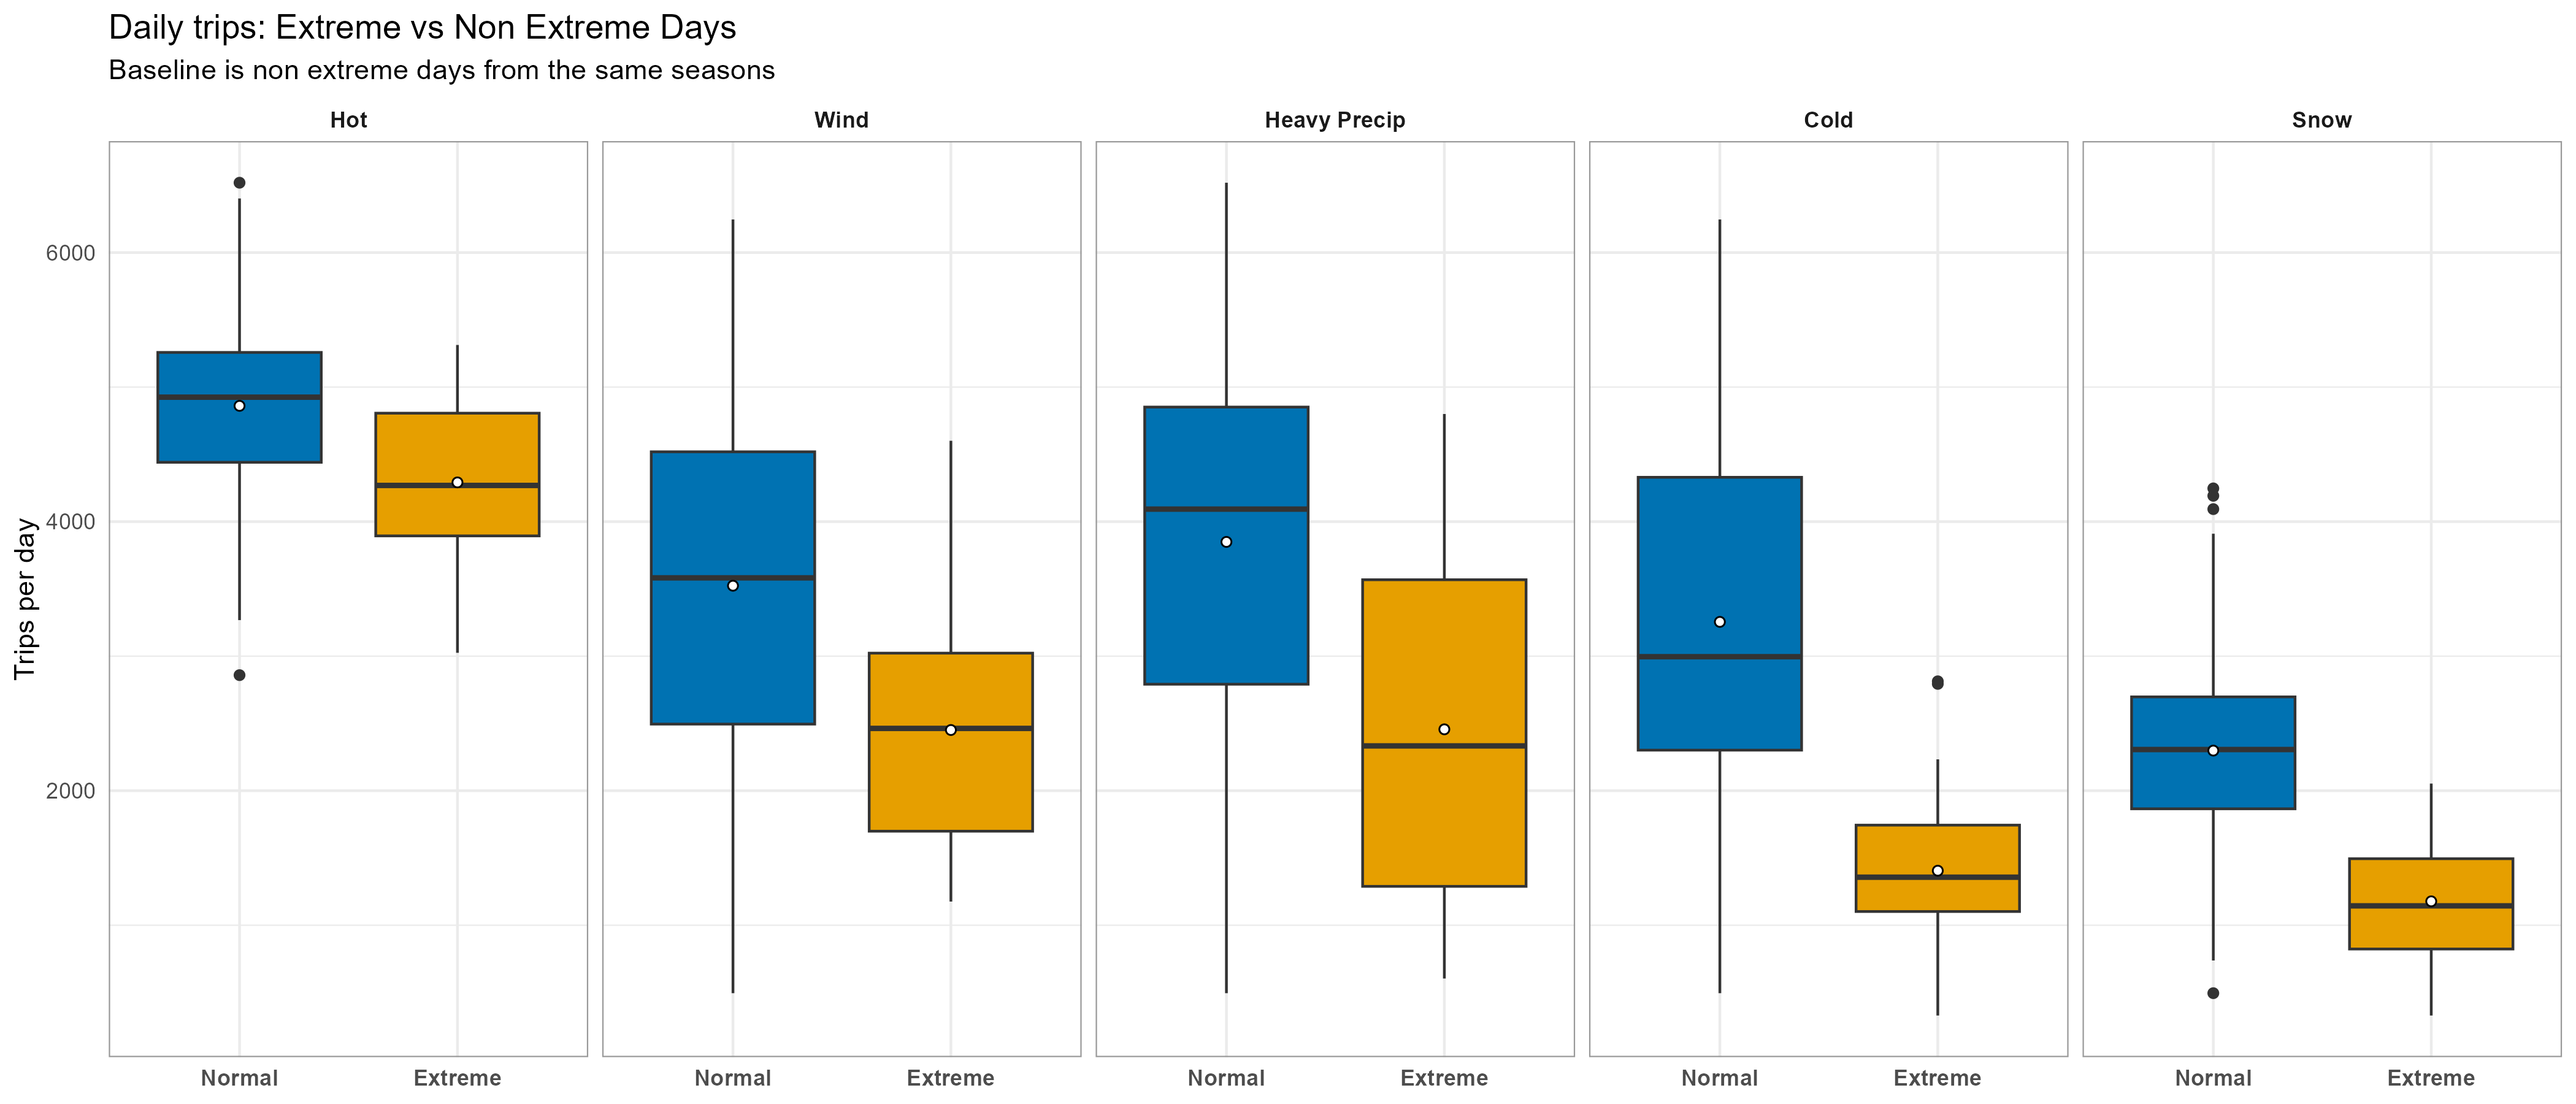 Daily trips: Extreme vs Non Extreme Days
Baseline is non extreme days from the same seasons
Hot
Wind
Heavy Precip
Cold
Snow
Trips per day
6000
4000
2000
Normal Extreme
Normal Extreme
Normal Extreme
Normal Extreme
Normal Extreme